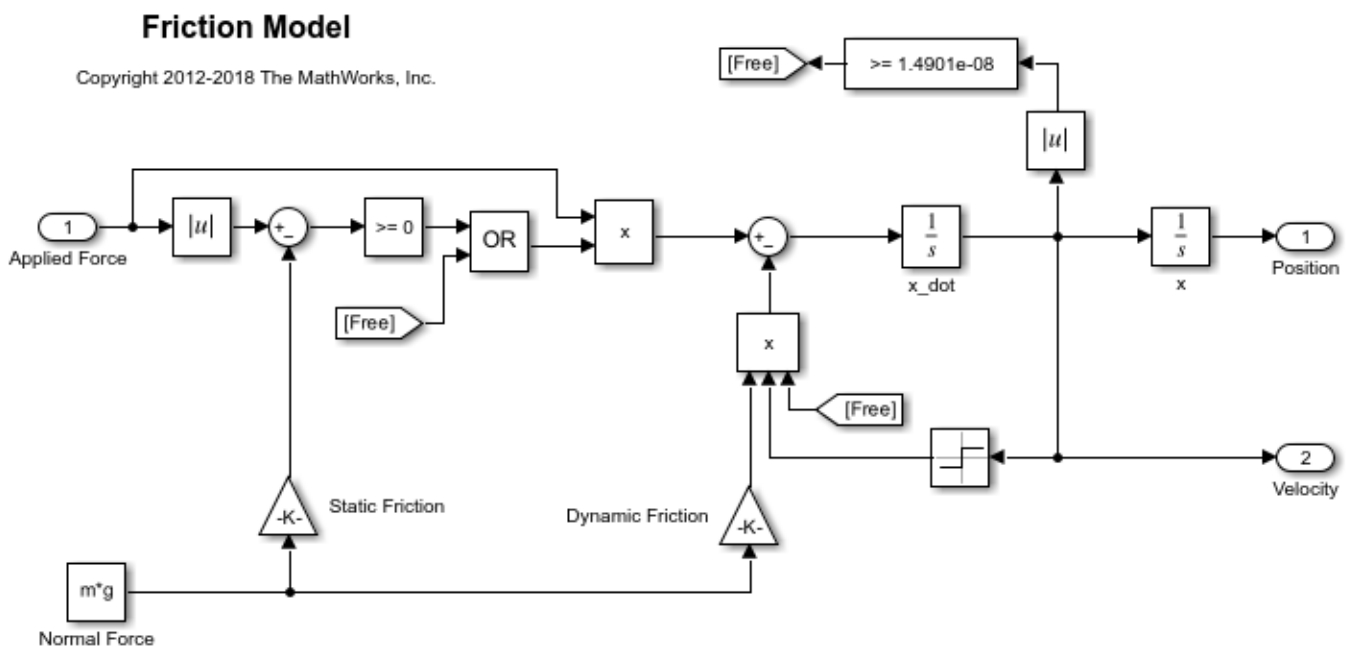 Friction Model
Copyright 2012-2018 The MathWorks, Inc.
[Free]
>= 1.4901e-08
|u|
1
Applied Force
|u|
+
-
>= 0
OR
x
+
-
1
s
x_dot
1
s
x
1
Position
[Free]
x
[Free]
2
Velocity
-K-
Static Friction
Dynamic Friction
-K-
m*g
Normal Force